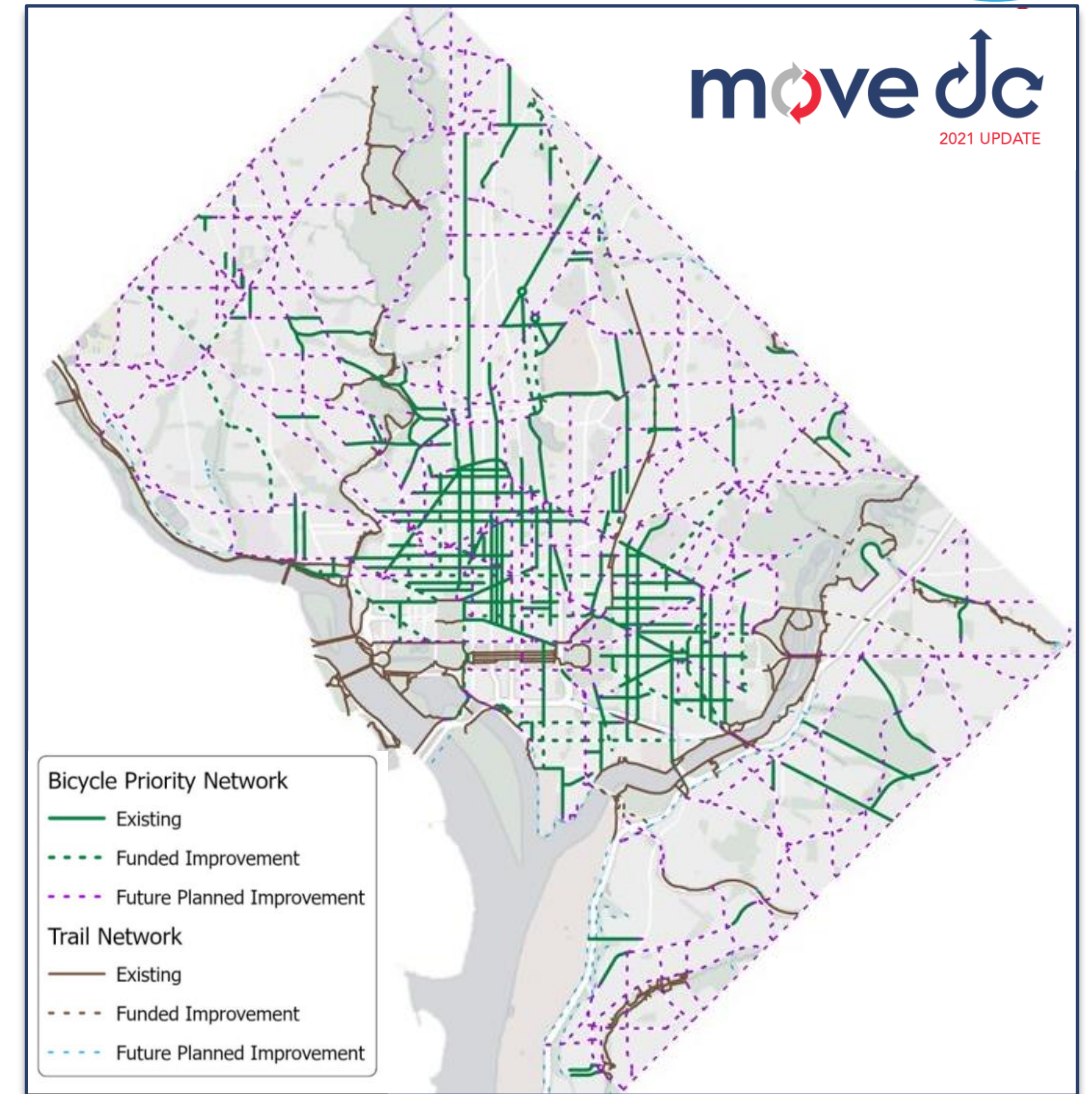 move dc
2021 UPDATE
Bicycle Priority Network
Existing
Funded Improvement
Future Planned Improvement
Trail Network
Existing
Funded Improvement
Future Planned Improvement